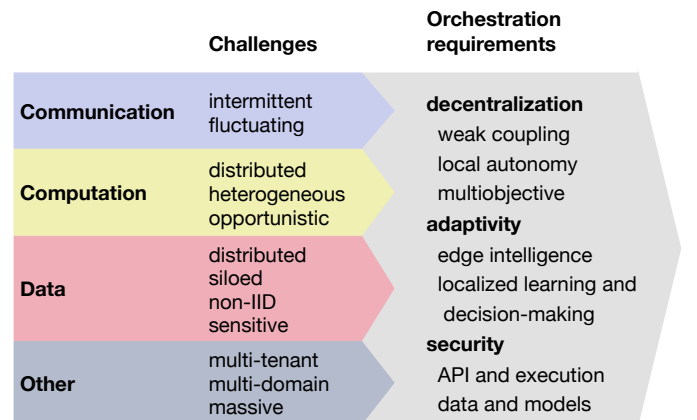 Challenges
Orchestration
requirements
Communication
intermittent
fluctuating
Computation
distributed
heterogeneous
opportunistic
Data
distributed
siloed
non-IID
sensitive
Other
multi-tenant
multi-domain
massive
decentralization
weak coupling
local autonomy
multiobjective
adaptivity
edge intelligence
localized learning and
decision-making
security
API and execution
data and models